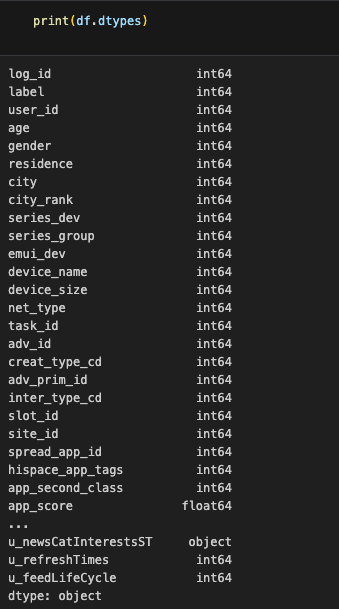 print(df.dtypes)
log_id int64
label int64
user_id int64
age int64
gender int64
residence int64
city int64
city_rank int64
series_dev int64
series_group int64
emui_dev int64
device_name int64
device_size int64
net_type int64
task_id int64
adv_id int64
creat_type_cd int64
adv_prim_id int64
inter_type_cd int64
slot_id int64
site_id int64
spread_app_id int64
hispace_app_tags int64
app_second_class int64
app_score float64
...
u_newsCatInterestsST object
u_refreshTimes int64
u_feedLifeCycle int64
dtype: object